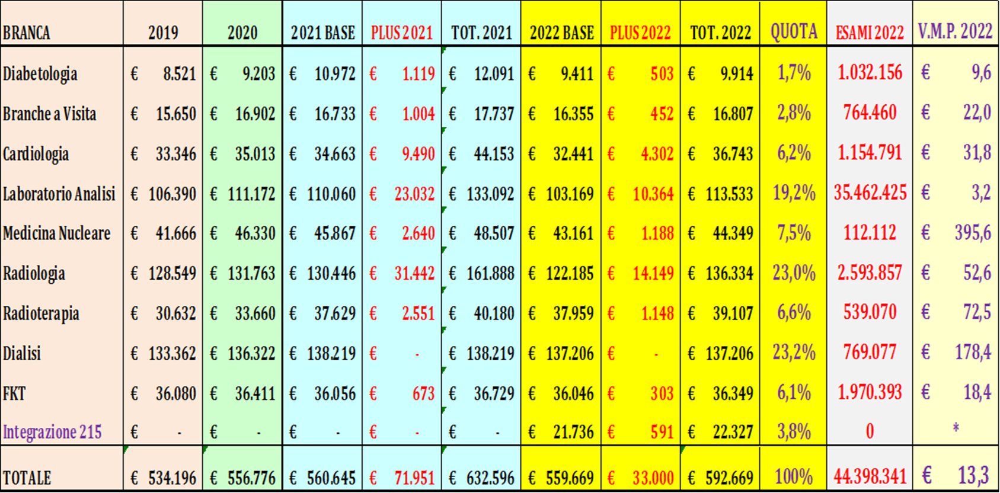 BRANCA 2019 2020 2021 BASE PLUS 2021 TOT. 2021 2022 BASE PLUS 2022 TOT. 2022 QUOTA ESAMI 2022 V.M.P. 2022
Diabetologia € 8.521 € 9.203 € 10.972 € 1.119 € 12.091 € 9.411 € 503 € 9.914 1,7% 1.032.156 € 9,6
Branche a Visita € 15.650 € 16.902 € 16.733 € 1.004 € 17.737 € 16.355 € 452 € 16.807 2,8% 764.460 € 22,0
Cardiologia € 33.346 € 35.013 € 34.663 € 9.490 € 44.153 € 32.441 € 4.302 € 36.743 6,2% 1.154.791 € 31,8
Laboratorio Analisi € 106.390 € 111.172 € 110.060 € 23.032 € 133.092 € 103.169 € 10.364 € 113.533 19,2% 35.462.425 € 3,2
Medicina Nucleare € 41.666 € 46.330 € 45.867 € 2.640 € 48.507 € 43.161 € 1.188 € 44.349 7,5% 112.112 € 395,6
Radiologia € 128.549 € 131.763 € 130.446 € 31.442 € 161.888 € 122.185 € 14.149 € 136.334 23,0% 2.593.857 € 52,6
Radioterapia € 30.632 € 33.660 € 37.629 € 2.551 € 40.180 € 37.959 € 1.148 € 39.107 6,6% 539.070 € 72,5
Dialisi € 133.362 € 136.322 € 138.219 € - € 138.219 € 137.206 € - € 137.206 23,2% 769.077 € 178,4
FKT € 36.080 € 36.411 € 36.056 € 673 € 36.729 € 36.046 € 303 € 36.349 6,1% 1.970.393 € 18,4
Integrazione 215 € - € - € - € - € - € 21.736 € 591 € 22.327 3,8% 0 *
TOTALE € 534.196 € 556.776 € 560.645 € 71.951 € 632.596 € 559.669 € 33.000 € 592.669 100% 44.398.341 € 13,3